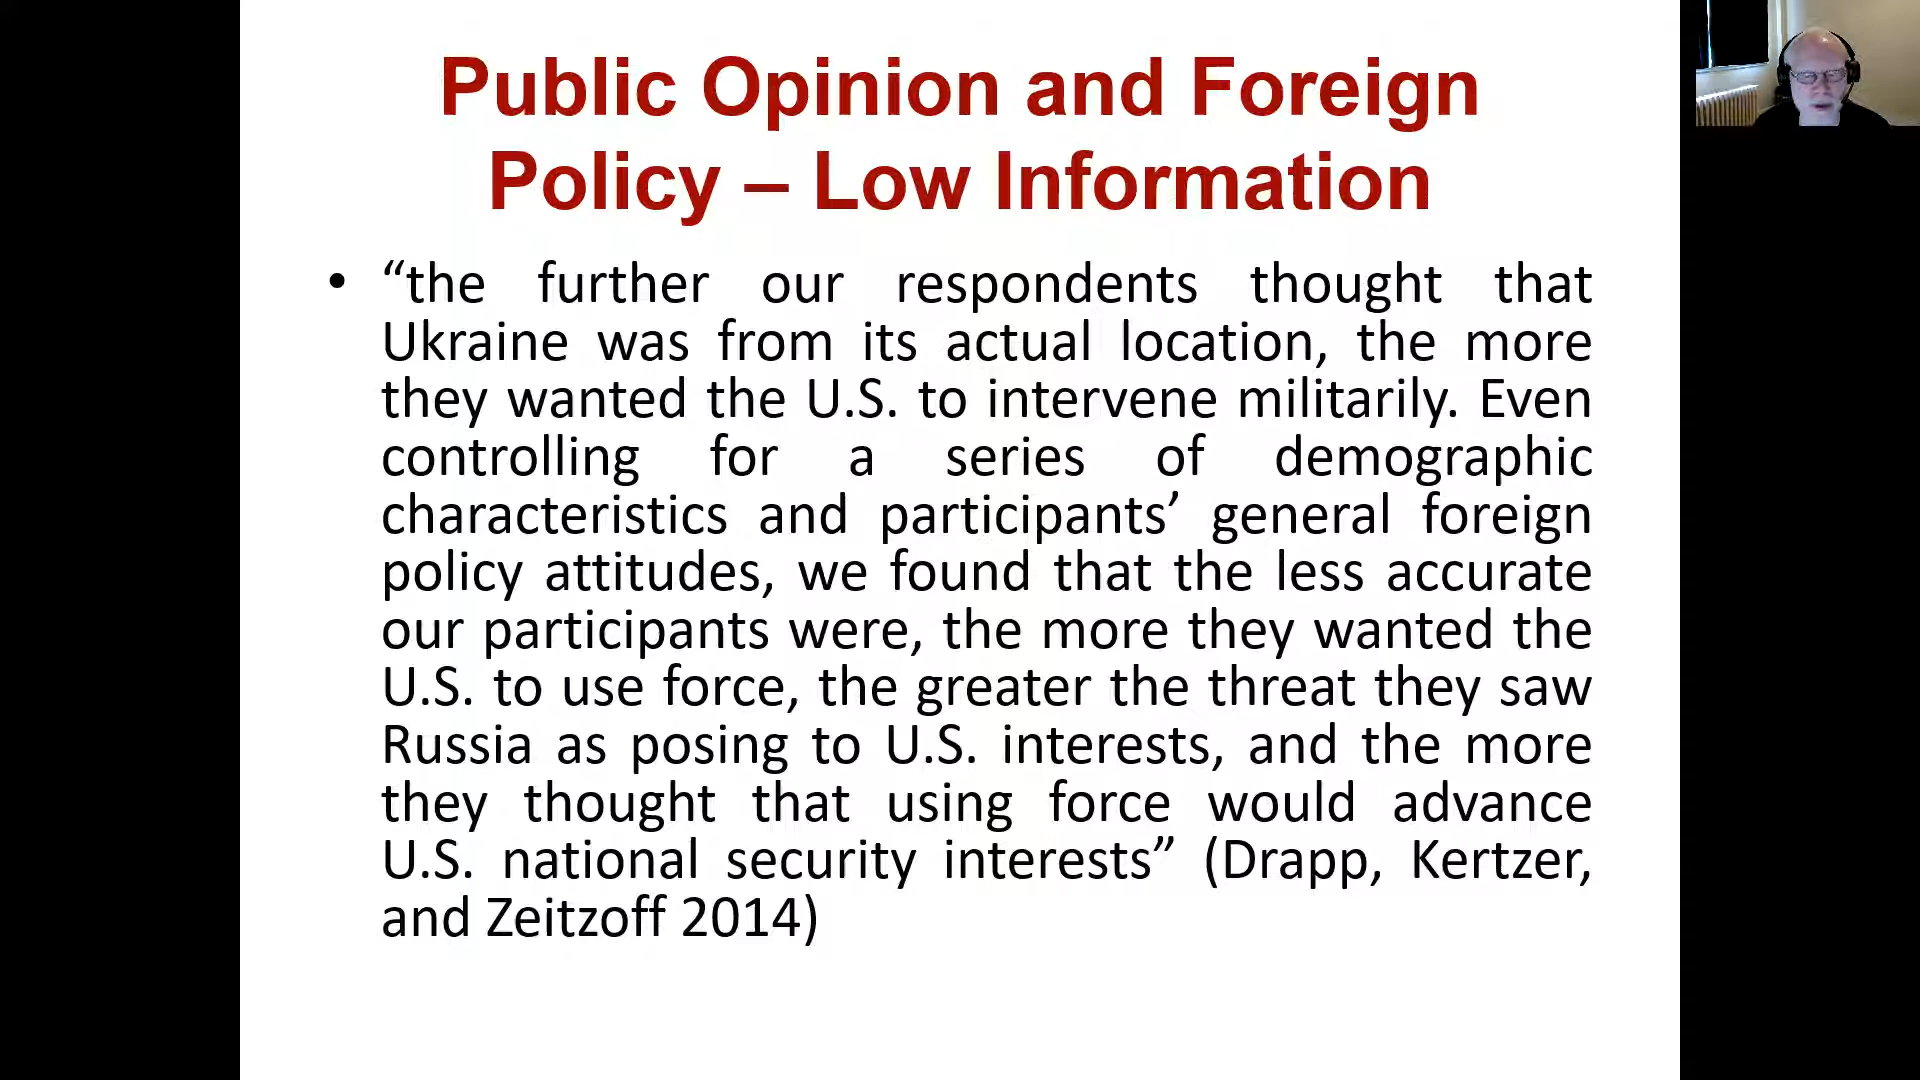 Public Opinion and Foreign
Policy – Low Information
• “the further our respondents thought that
Ukraine was from its actual location, the more
they wanted the U.S. to intervene militarily. Even
controlling for a series of demographic
characteristics and participants’ general foreign
policy attitudes, we found that the less accurate
our participants were, the more they wanted the
U.S. to use force, the greater the threat they saw
Russia as posing to U.S. interests, and the more
they thought that using force would advance
U.S. national security interests” (Drapp, Kertzer,
and Zeitzoff 2014)